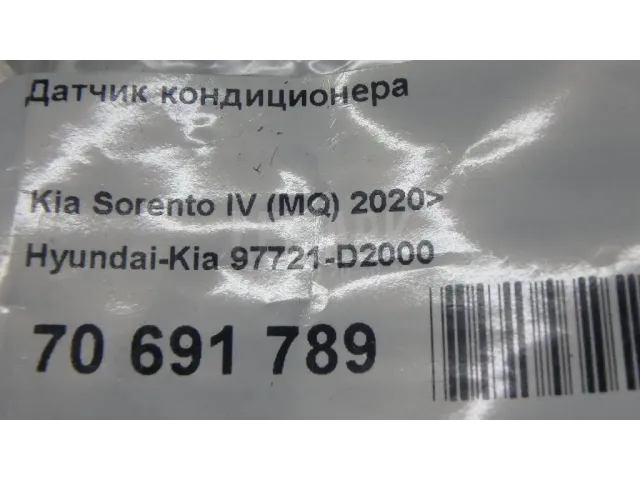 Датчик кондиционера
Kia Sorento IV (MQ) 2020>
Hyundai-Kia 97721-D2000
70 691 789